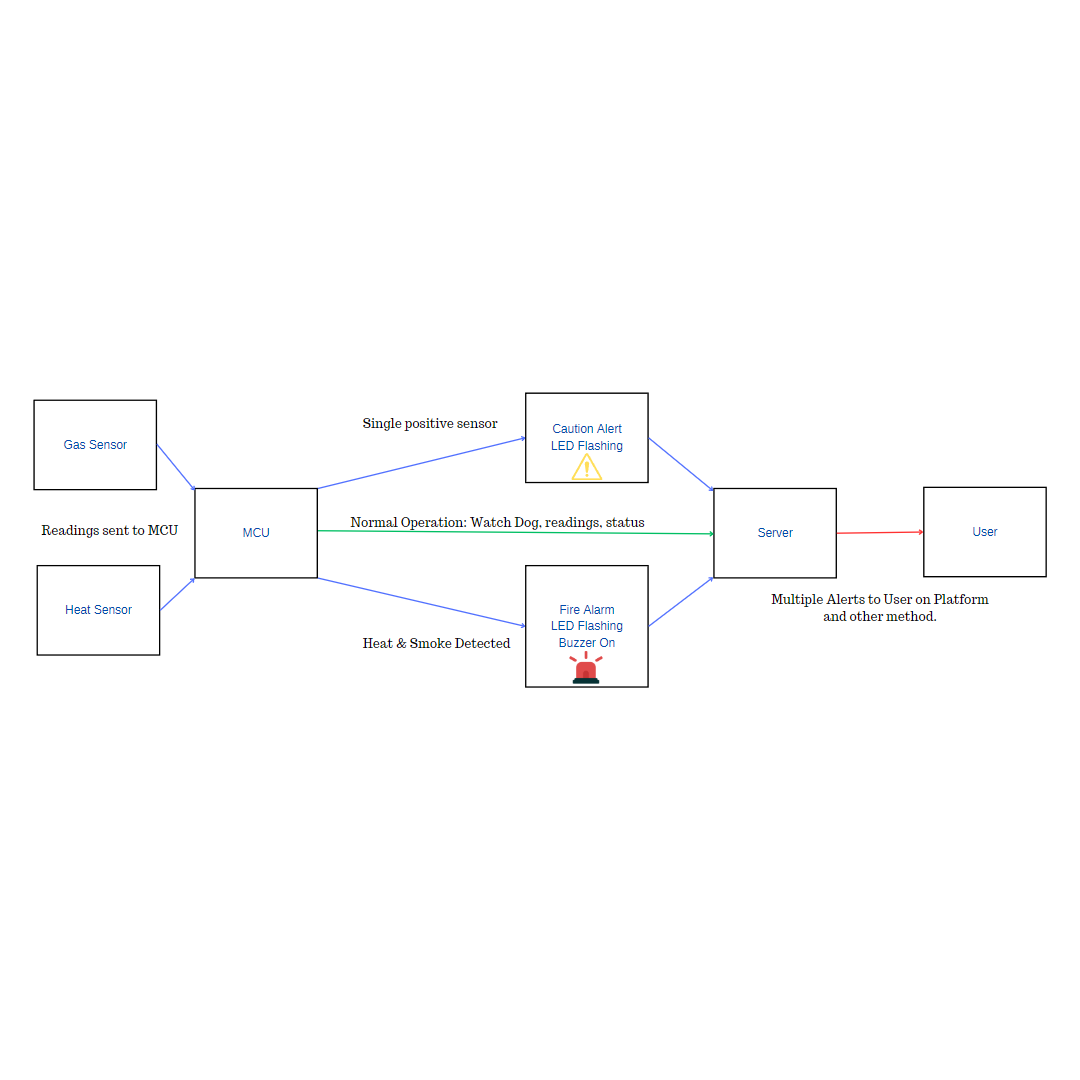 Gas Sensor
Readings sent to MCU
Heat Sensor
MCU
Single positive sensor
Caution Alert
LED Flashing
Normal Operation: Watch Dog, readings, status
Heat & Smoke Detected
Fire Alarm
LED Flashing
Buzzer On
Server
User
Multiple Alerts to User on Platform
and other method.